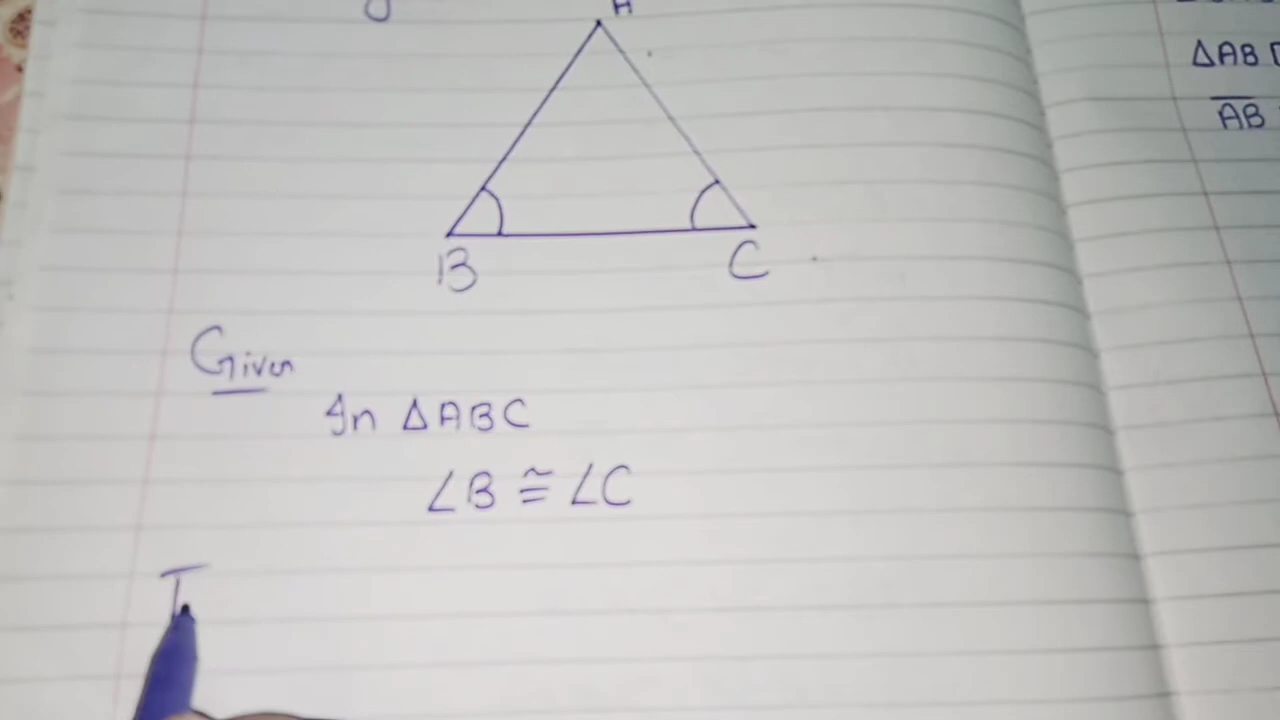 A
B
C
Given
In ΔABC
∠B ≅ ∠C
T
ΔAB
AB